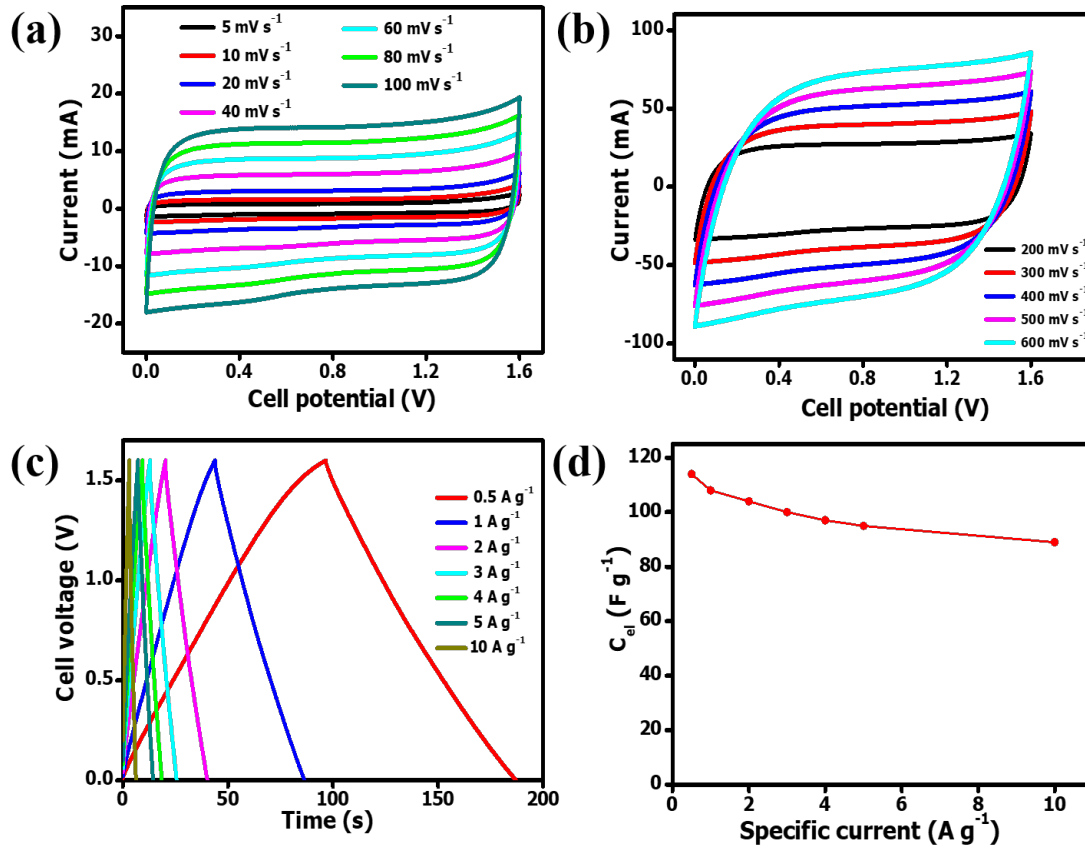 (a)
Current (mA)
30
20
10
0
-10
-20
5 mV s⁻¹
10 mV s⁻¹
20 mV s⁻¹
40 mV s⁻¹
60 mV s⁻¹
80 mV s⁻¹
100 mV s⁻¹
0.0 0.4 0.8 1.2 1.6
Cell potential (V)
(b)
Current (mA)
100
50
0
-50
-100
200 mV s⁻¹
300 mV s⁻¹
400 mV s⁻¹
500 mV s⁻¹
600 mV s⁻¹
0.0 0.4 0.8 1.2 1.6
Cell potential (V)
(c)
Cell voltage (V)
1.5
1.0
0.5
0.0
0.5 A g⁻¹
1 A g⁻¹
2 A g⁻¹
3 A g⁻¹
4 A g⁻¹
5 A g⁻¹
10 A g⁻¹
0 50 100 150 200
Time (s)
(d)
C_el (F g⁻¹)
120
100
80
60
40
20
0
0 2 4 6 8 10
Specific current (A g⁻¹)